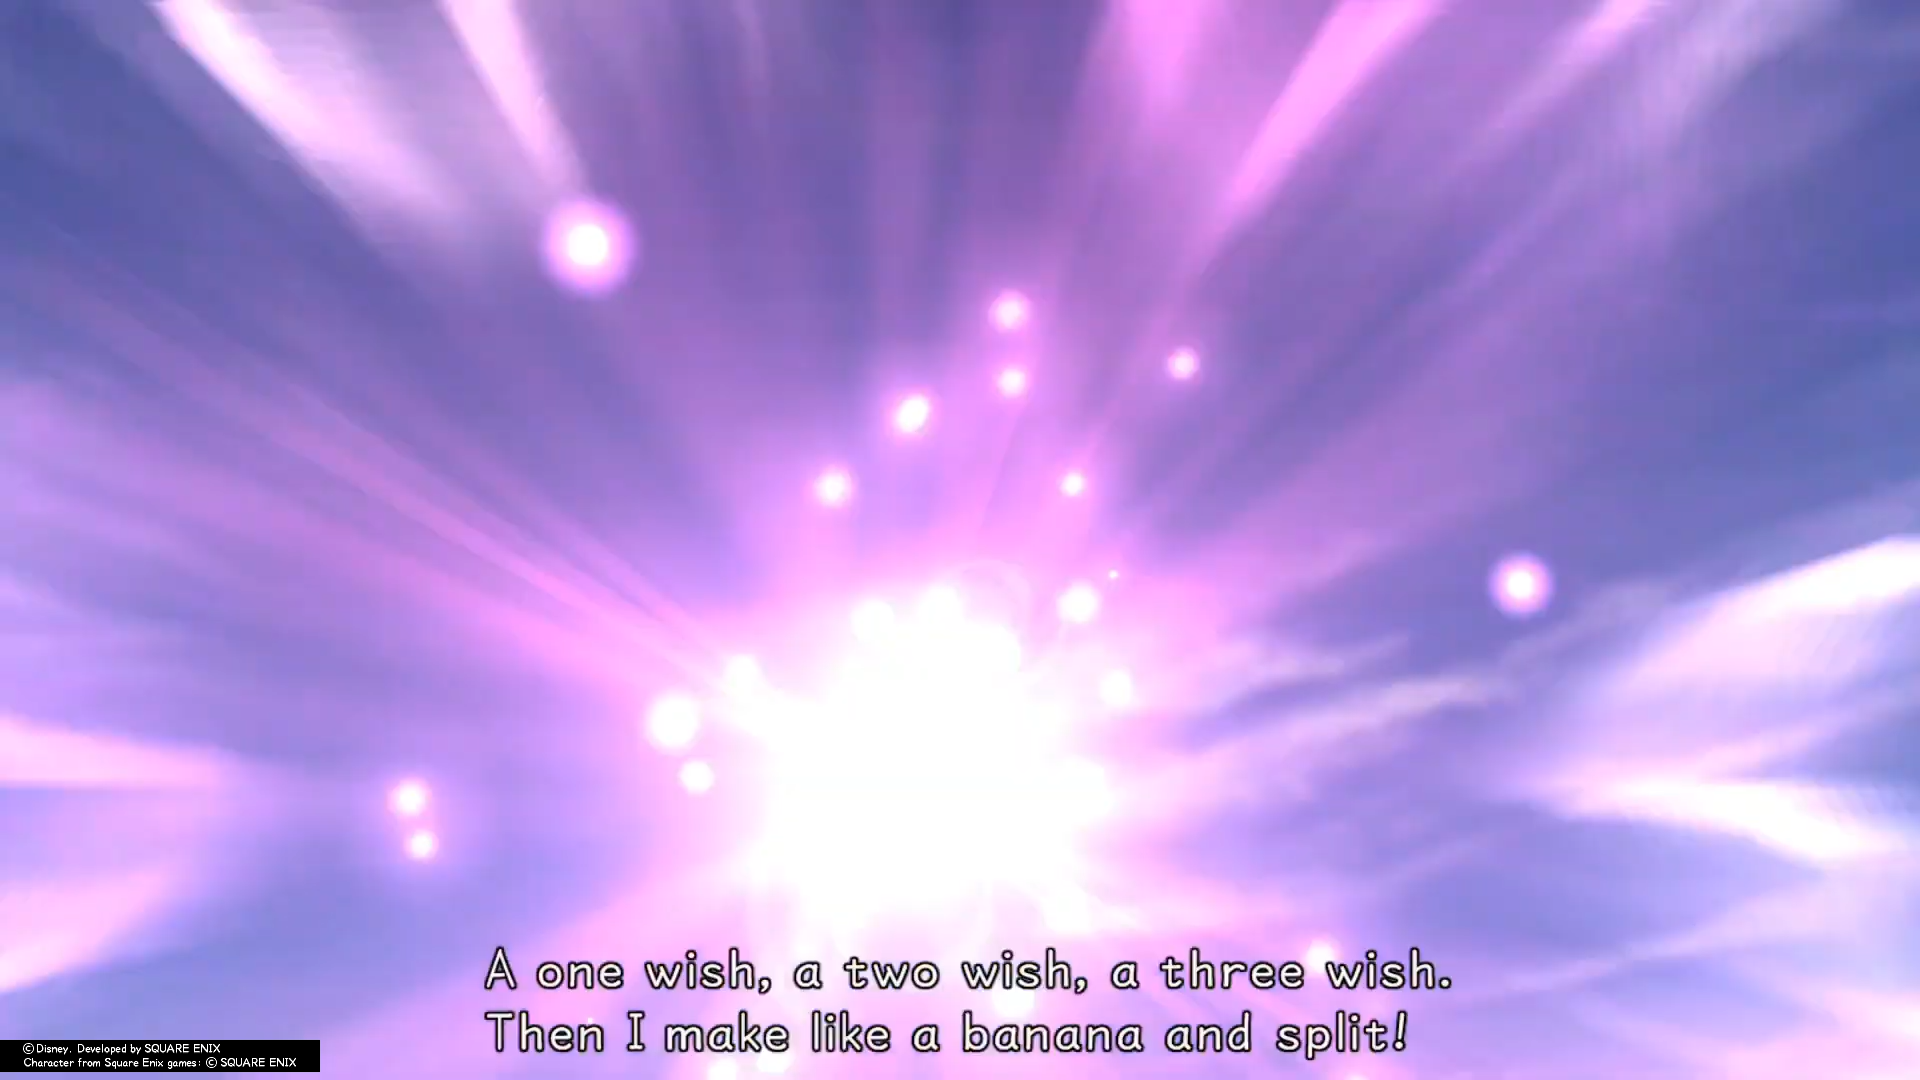 A one wish, a two wish, a three wish.
Then I make like a banana and split!
©Disney. Developed by SQUARE ENIX
Character from Square Enix games: © SQUARE ENIX